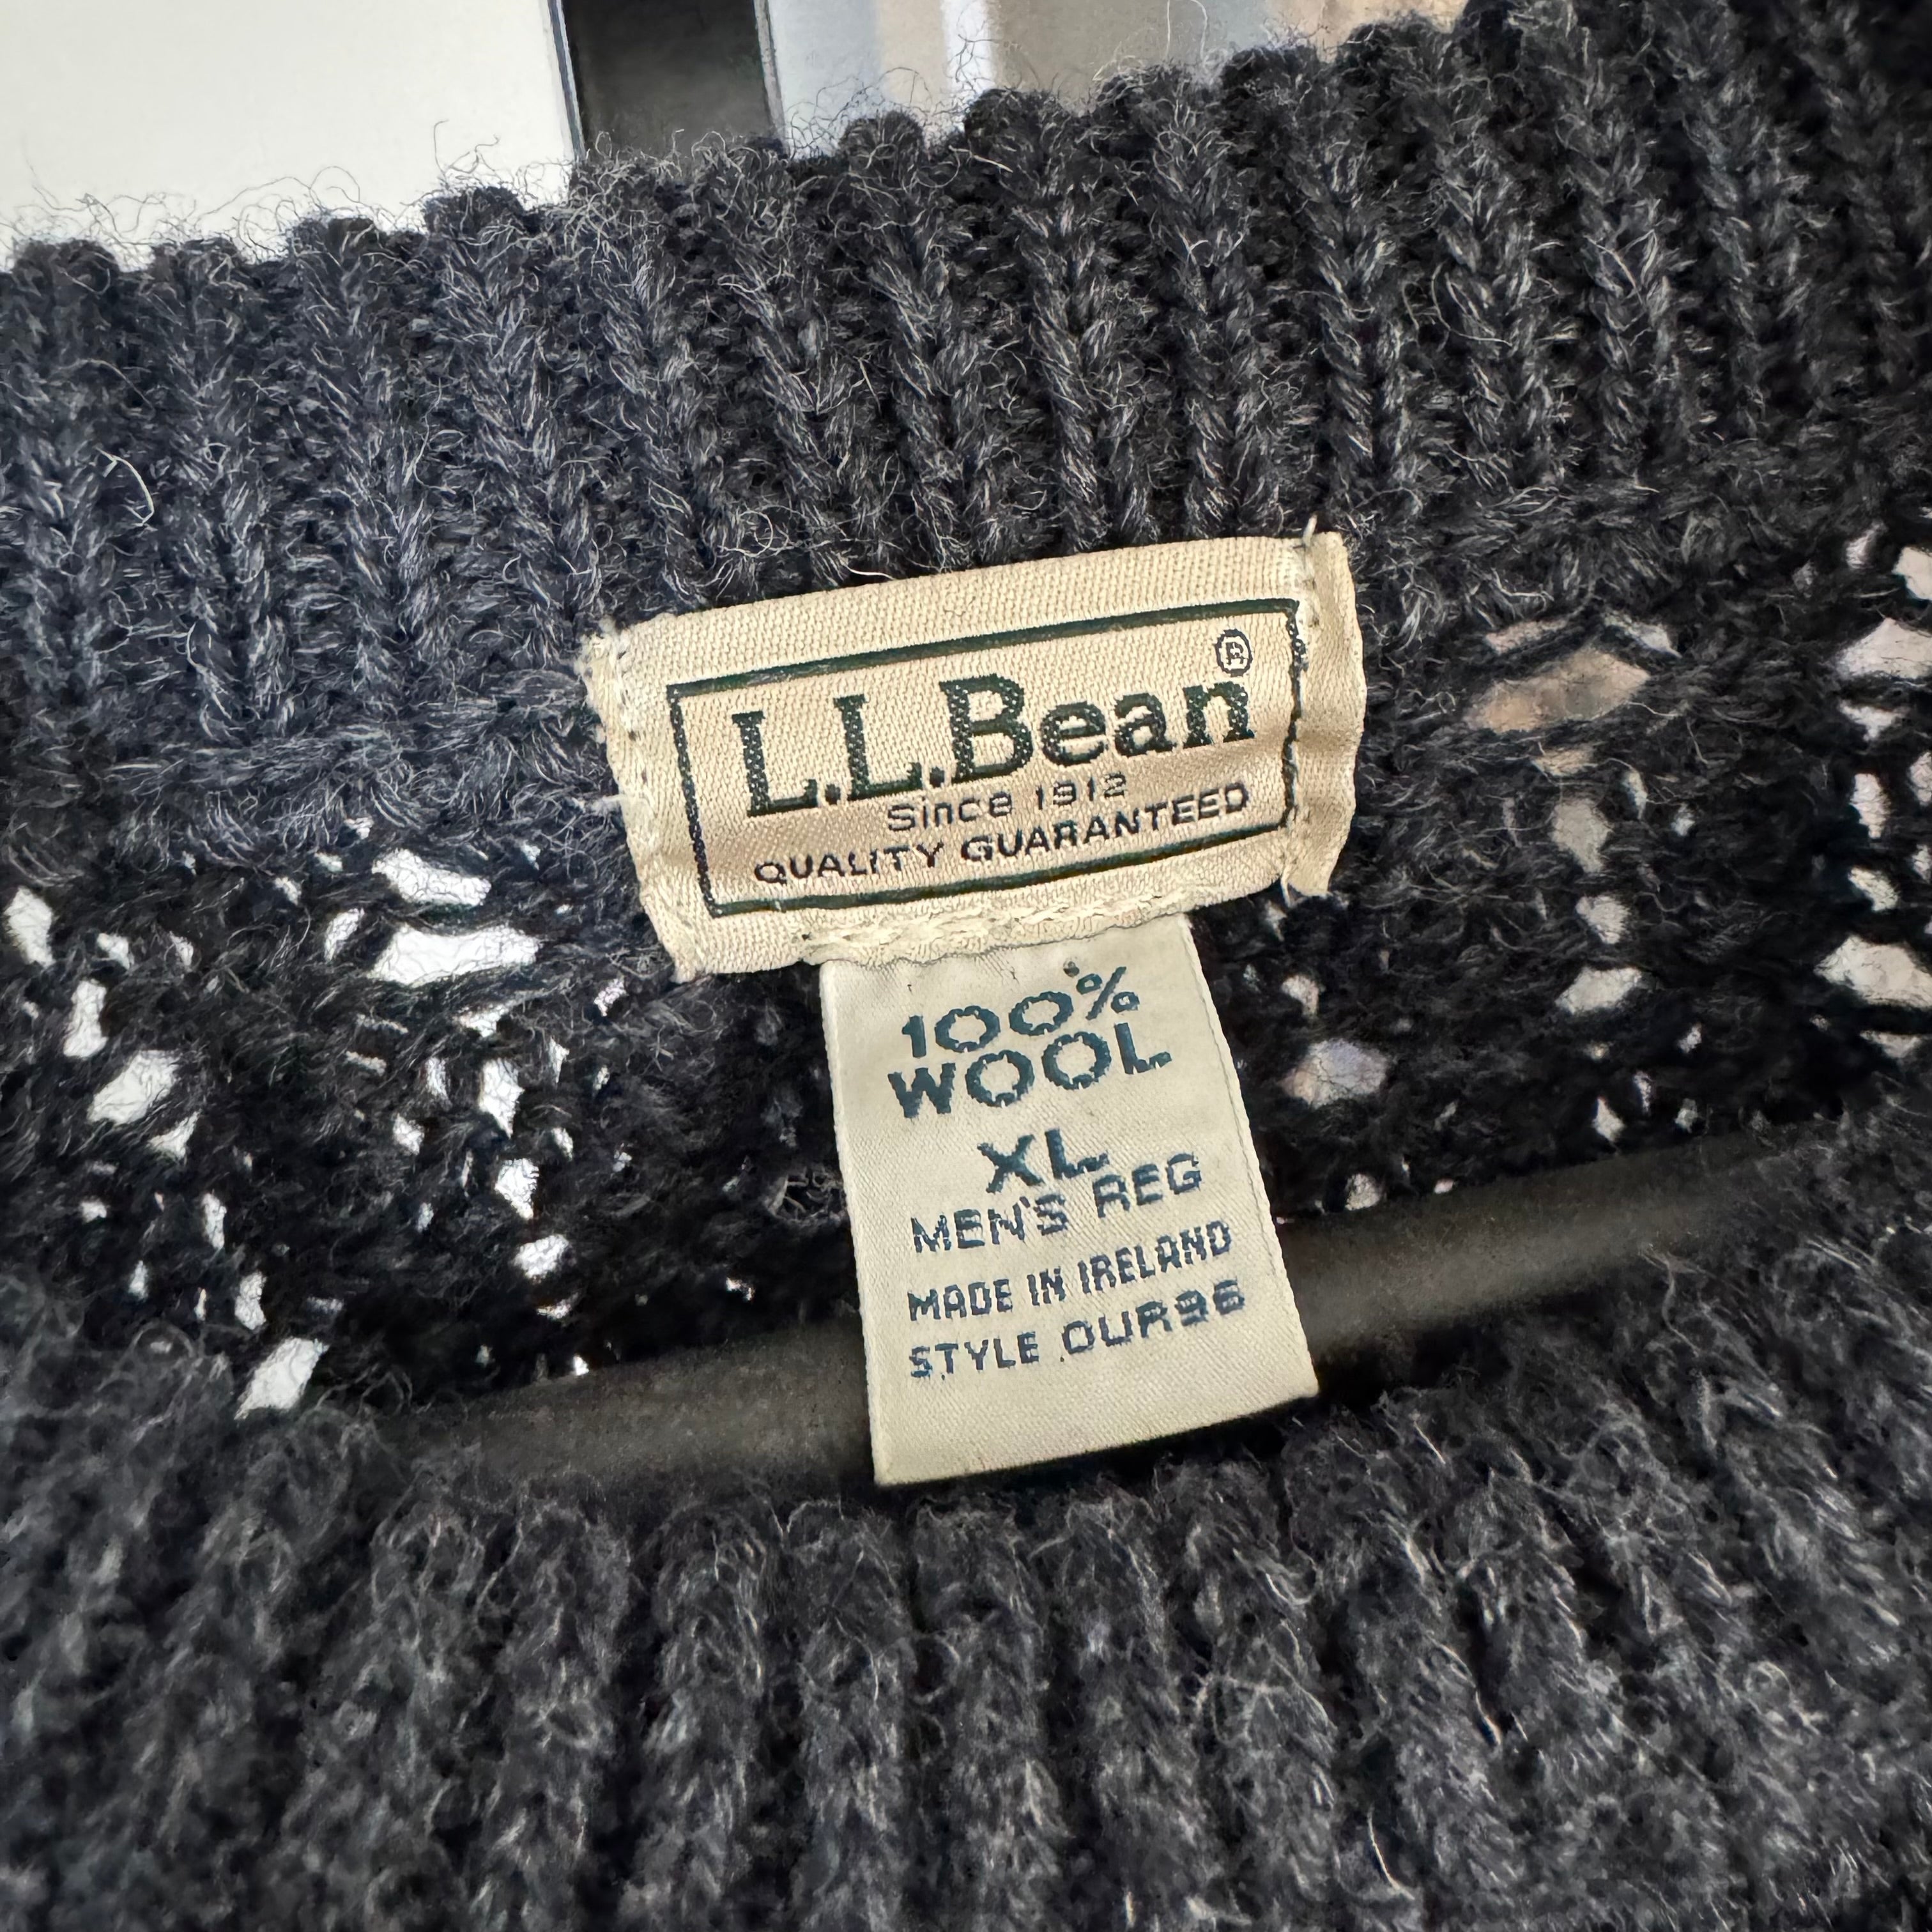 L.L.Bean®
Since 1912
QUALITY GUARANTEED
100%
WOOL
XL
MEN'S REG
MADE IN IRELAND
STYLE OUR96